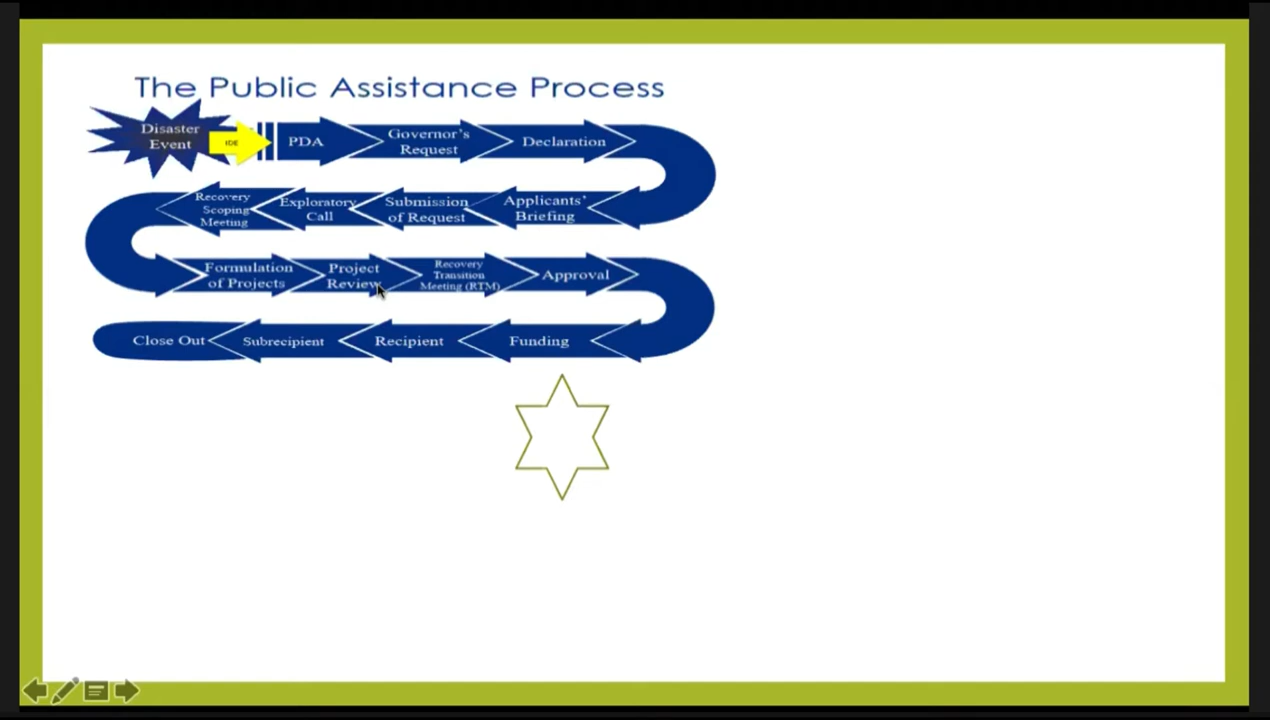 The Public Assistance Process
Disaster
Event
IDE
PDA
Governor's
Request
Declaration
Applicants'
Briefing
Submission
of Request
Exploratory
Call
Recovery
Scoping
Meeting
Formulation
of Projects
Project
Review
Recovery
Transition
Meeting (RTM)
Approval
Funding
Recipient
Subrecipient
Close Out